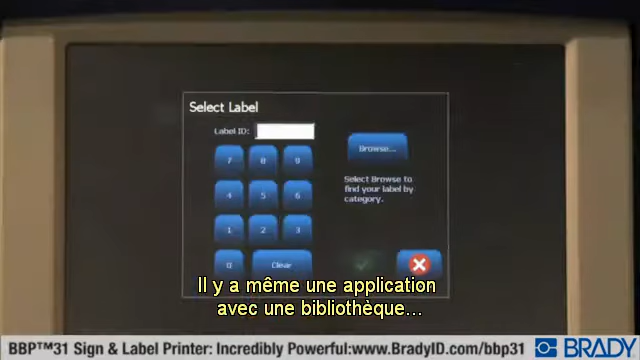 Select Label
Label ID:
7 8 9
Browse...
Select Browse to
find your label by
category.
4 5 6
1 2 3
0 Clear
Il y a même une application
avec une bibliothèque...
BBP™31 Sign & Label Printer: Incredibly Powerful:www.BradyID.com/bbp31
BRADY